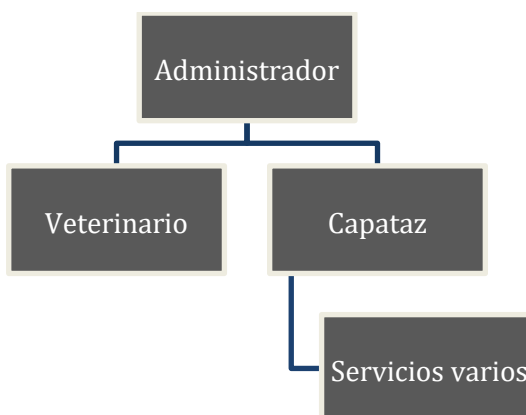 Administrador
Veterinario
Capataz
Servicios varios